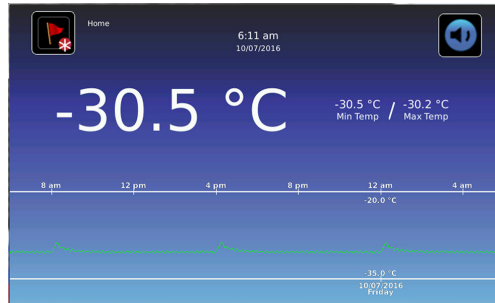 Home
6:11 am
10/07/2016
-30.5 °C
-30.5 °C / -30.2 °C
Min Temp Max Temp
8 am 12 pm 4 pm 8 pm 12 am 4 am
-20.0 °C
-35.0 °C
10/07/2016
Friday